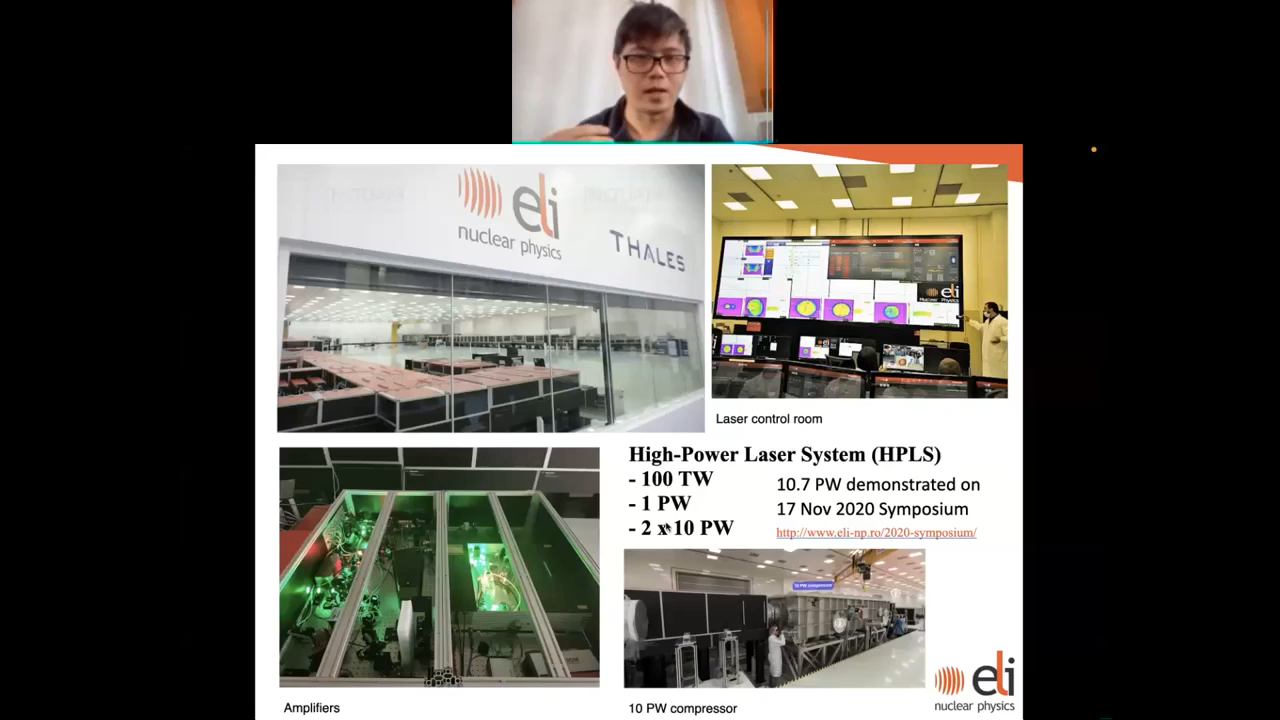 eli
nuclear physics
THALES
eli
Nuclear Physics
Laser control room
High-Power Laser System (HPLS)
- 100 TW
- 1 PW
- 2 x 10 PW
10.7 PW demonstrated on
17 Nov 2020 Symposium
http://www.eli-np.ro/2020-symposium/
10 PW compressor
Amplifiers
10 PW compressor
eli
nuclear physics